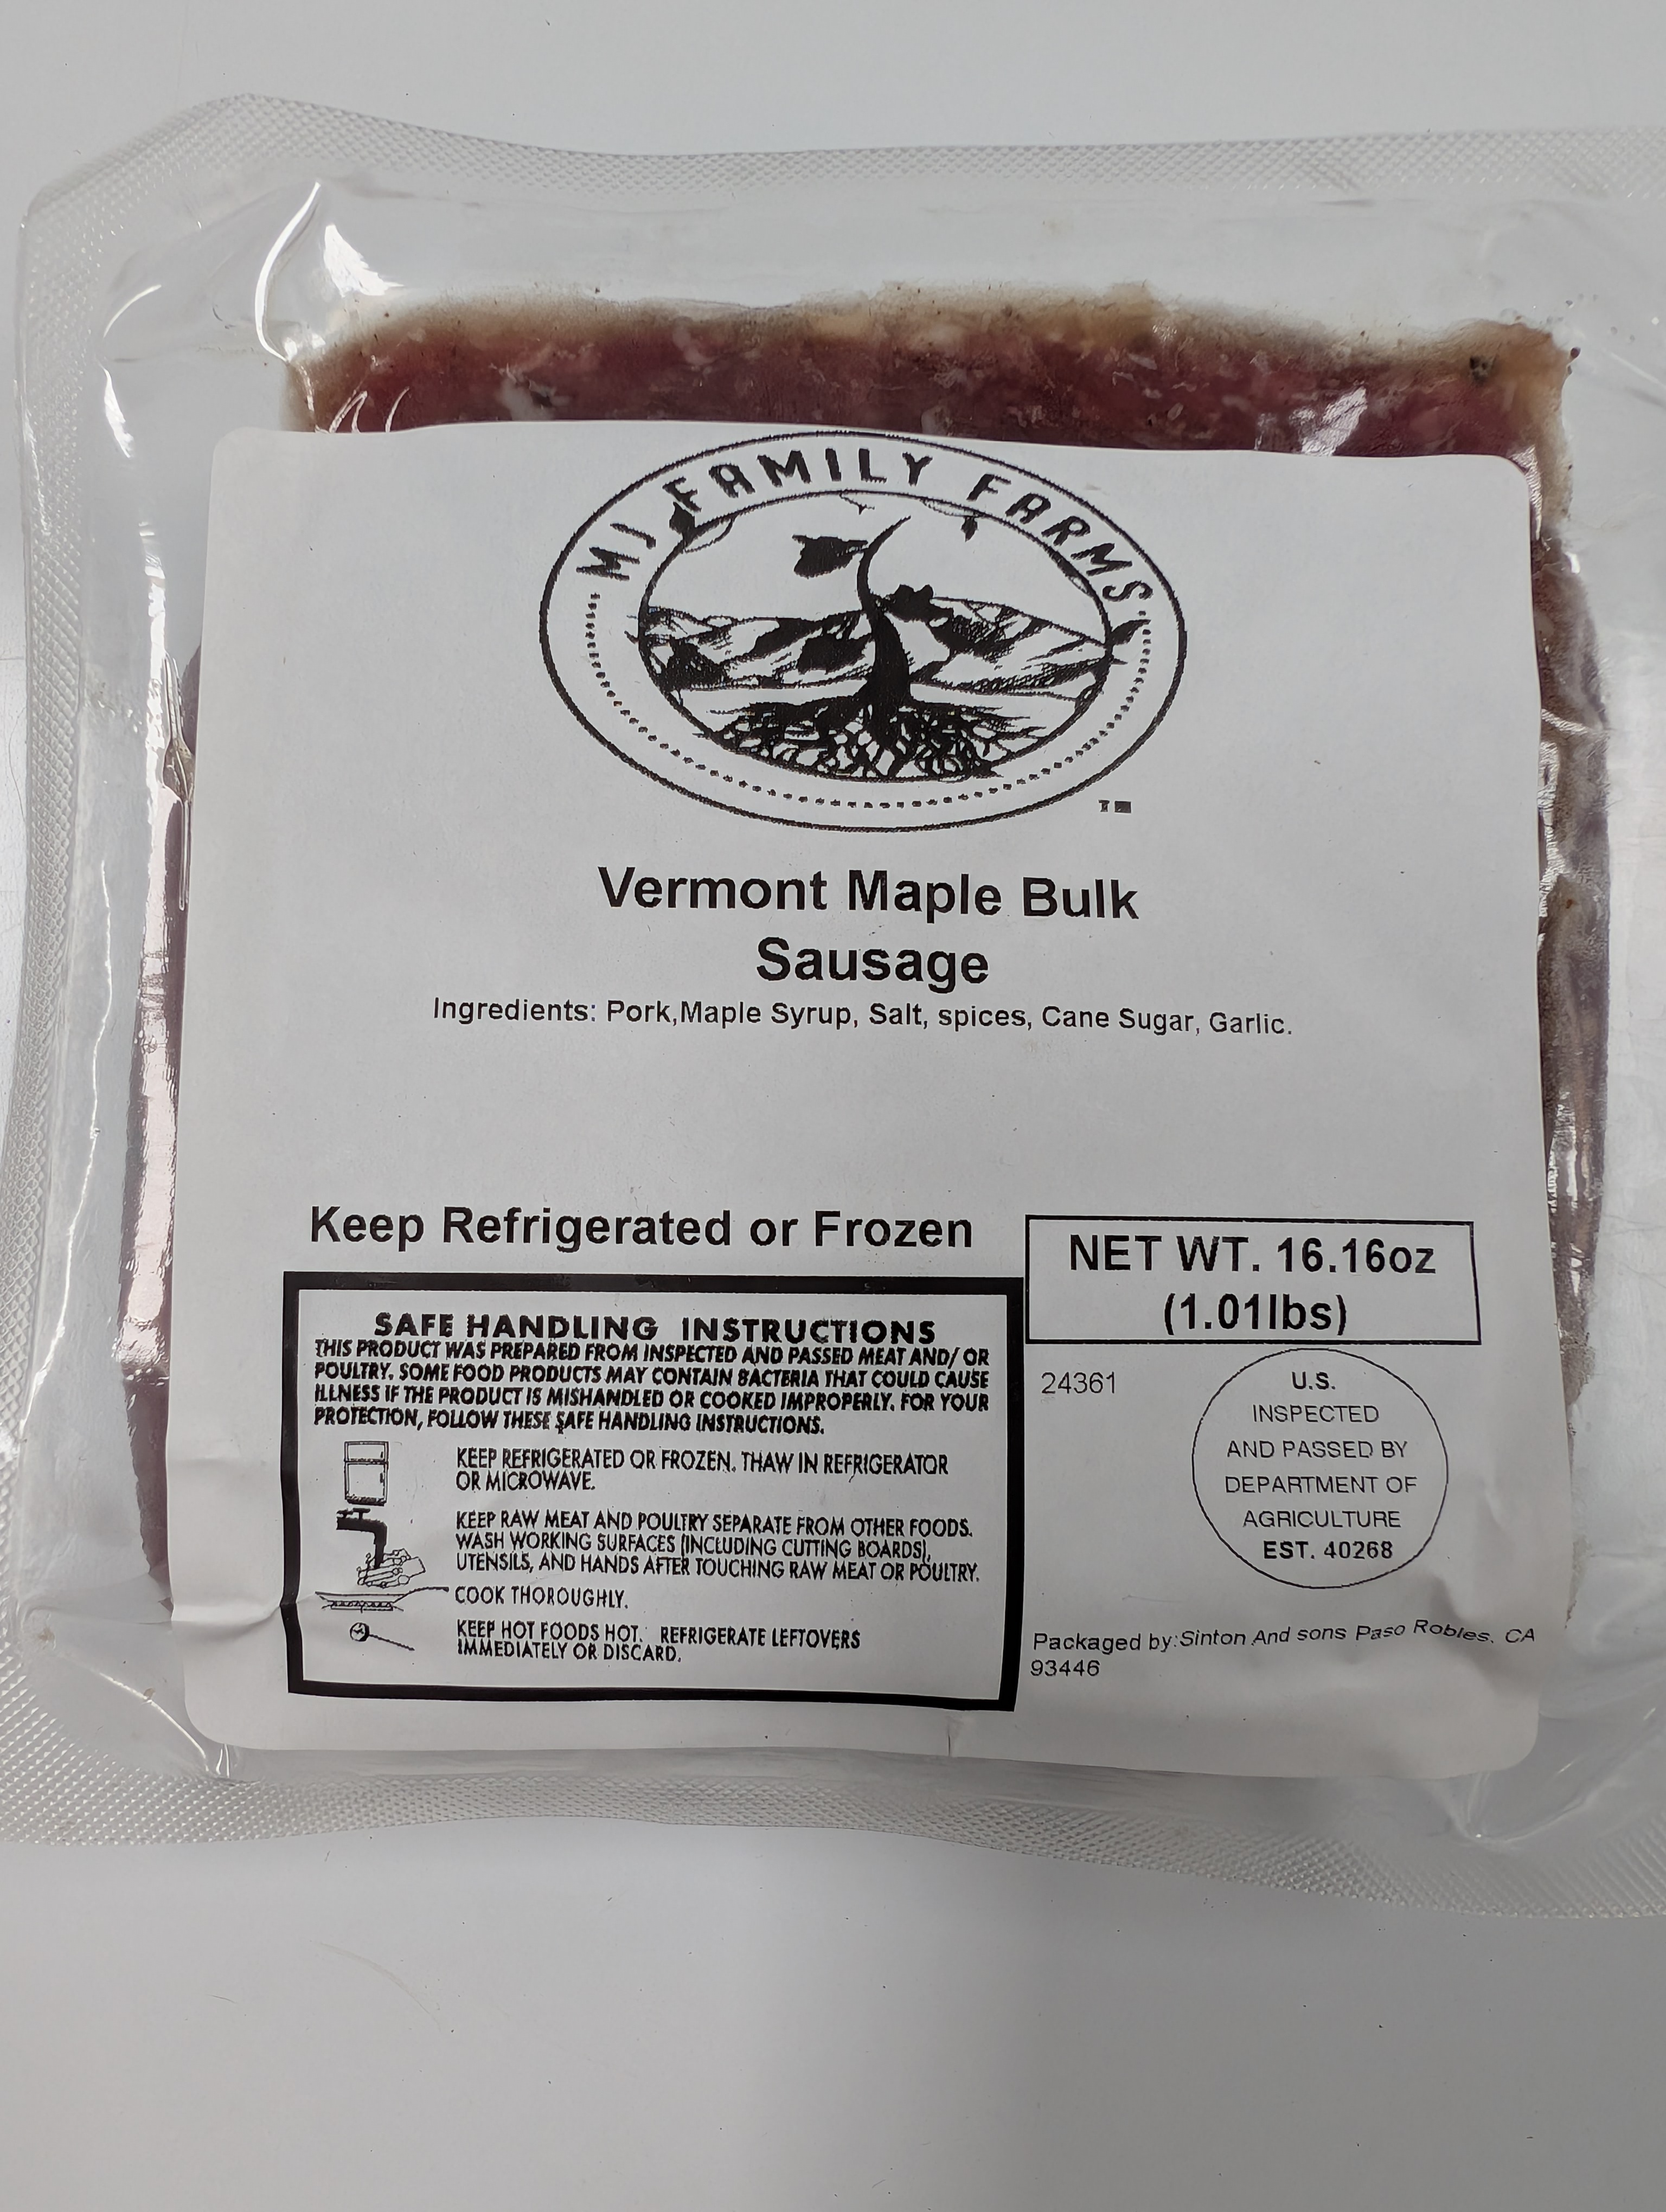 MJ FAMILY FARMS
TM
Vermont Maple Bulk
Sausage
Ingredients: Pork,Maple Syrup, Salt, spices, Cane Sugar, Garlic.
Keep Refrigerated or Frozen
NET WT. 16.16oz
(1.01lbs)
SAFE HANDLING INSTRUCTIONS
THIS PRODUCT WAS PREPARED FROM INSPECTED AND PASSED MEAT AND/ OR
POULTRY. SOME FOOD PRODUCTS MAY CONTAIN BACTERIA THAT COULD CAUSE
ILLNESS IF THE PRODUCT IS MISHANDLED OR COOKED IMPROPERLY. FOR YOUR
PROTECTION, FOLLOW THESE SAFE HANDLING INSTRUCTIONS.
KEEP REFRIGERATED OR FROZEN. THAW IN REFRIGERATOR
OR MICROWAVE.
KEEP RAW MEAT AND POULTRY SEPARATE FROM OTHER FOODS.
WASH WORKING SURFACES (INCLUDING CUTTING BOARDS),
UTENSILS, AND HANDS AFTER TOUCHING RAW MEAT OR POULTRY.
COOK THOROUGHLY.
KEEP HOT FOODS HOT. REFRIGERATE LEFTOVERS
IMMEDIATELY OR DISCARD.
24361
U.S.
INSPECTED
AND PASSED BY
DEPARTMENT OF
AGRICULTURE
EST. 40268
Packaged by:Sinton And sons Paso Robles, CA
93446